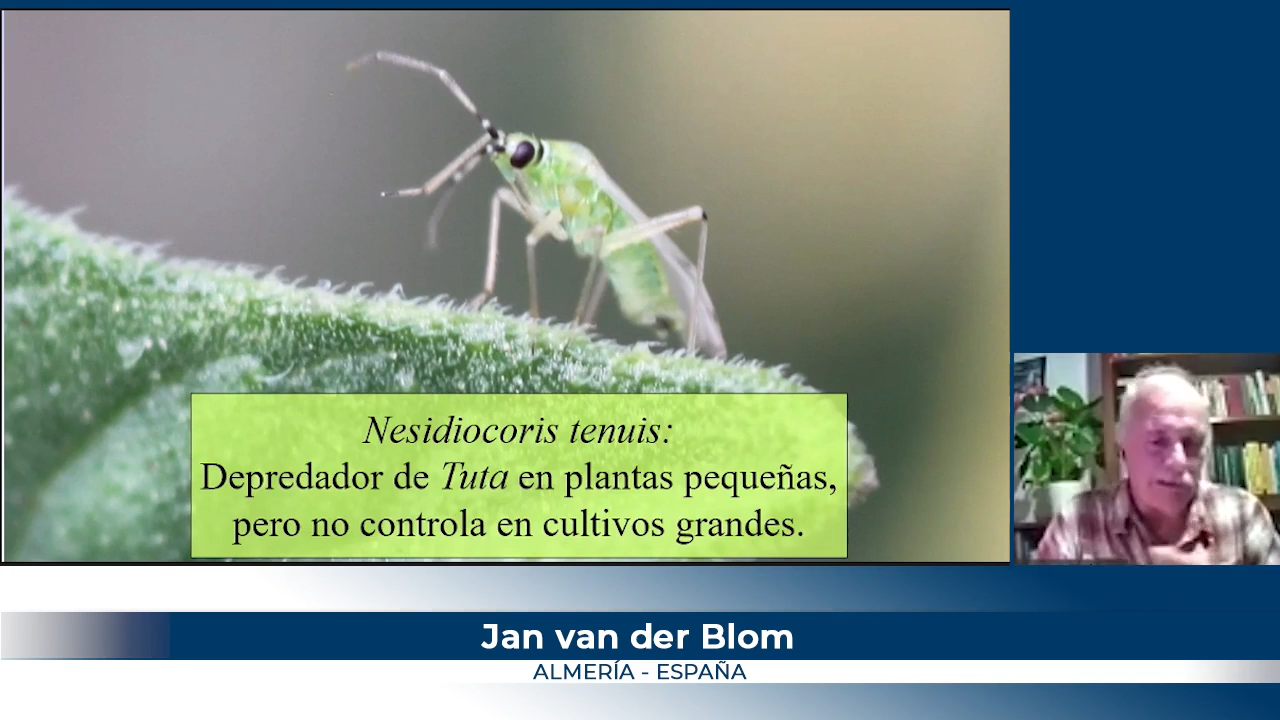 Nesidiocoris tenuis:
Depredador de Tuta en plantas pequeñas,
pero no controla en cultivos grandes.
Jan van der Blom
ALMERÍA - ESPAÑA